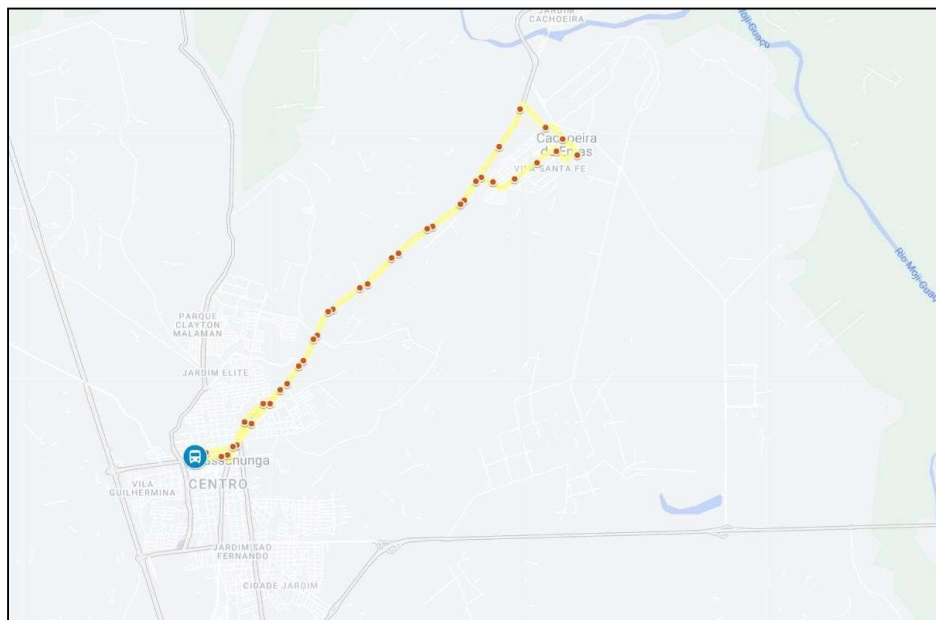 JARDIM
CACHOEIRA
Moji-Guaçu
Cachoeira
VILA SANTA FÉ
Rio Moji-Guaçu
PARQUE
CLAYTON
MALAMAN
JARDIM ELITE
CENTRO
VILA
GUILHERMINA
JARDIM SÃO
FERNANDO
CIDADE JARDIM